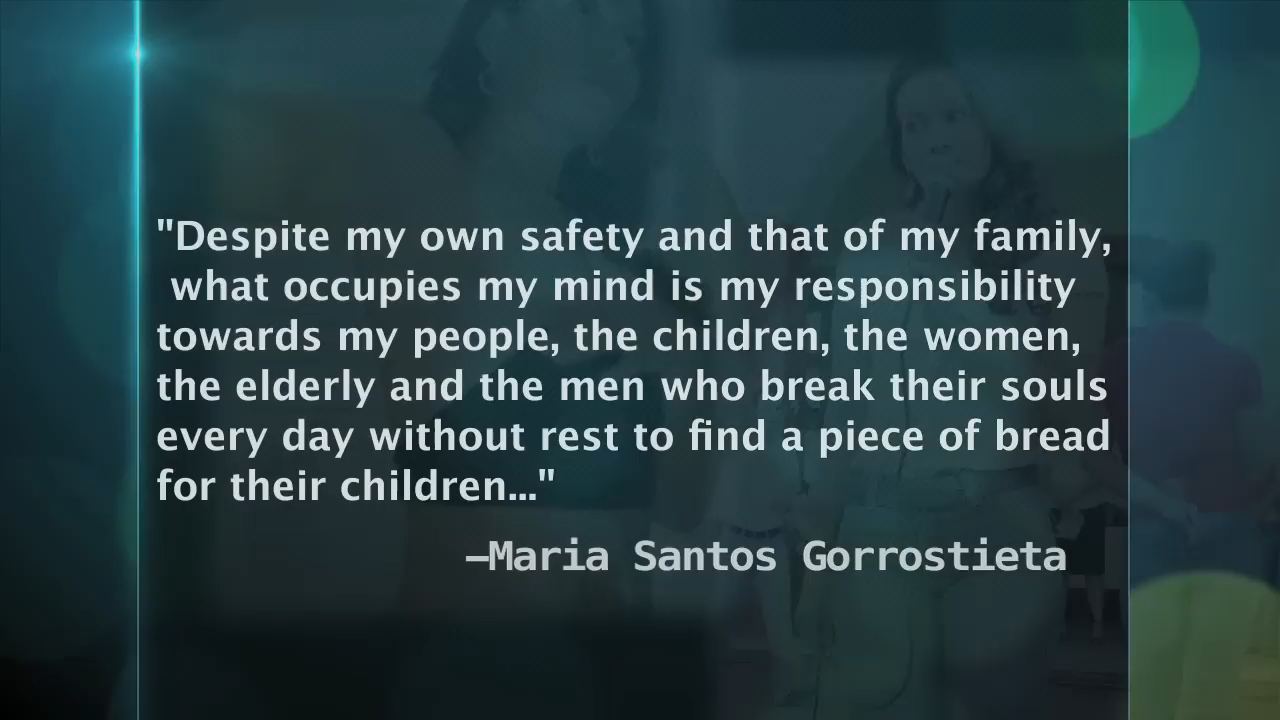 "Despite my own safety and that of my family,
what occupies my mind is my responsibility
towards my people, the children, the women,
the elderly and the men who break their souls
every day without rest to find a piece of bread
for their children..."
–Maria Santos Gorrostieta